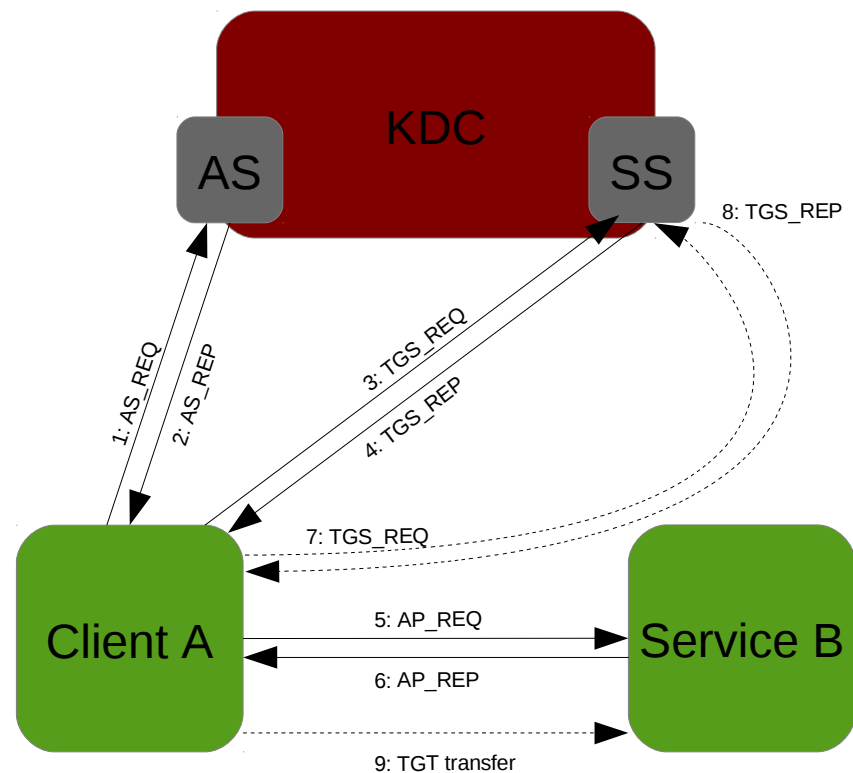 KDC
AS
SS
8: TGS_REP
1: AS_REQ
2: AS_REP
3: TGS_REQ
4: TGS_REP
7: TGS_REQ
Client A
5: AP_REQ
Service B
6: AP_REP
9: TGT transfer